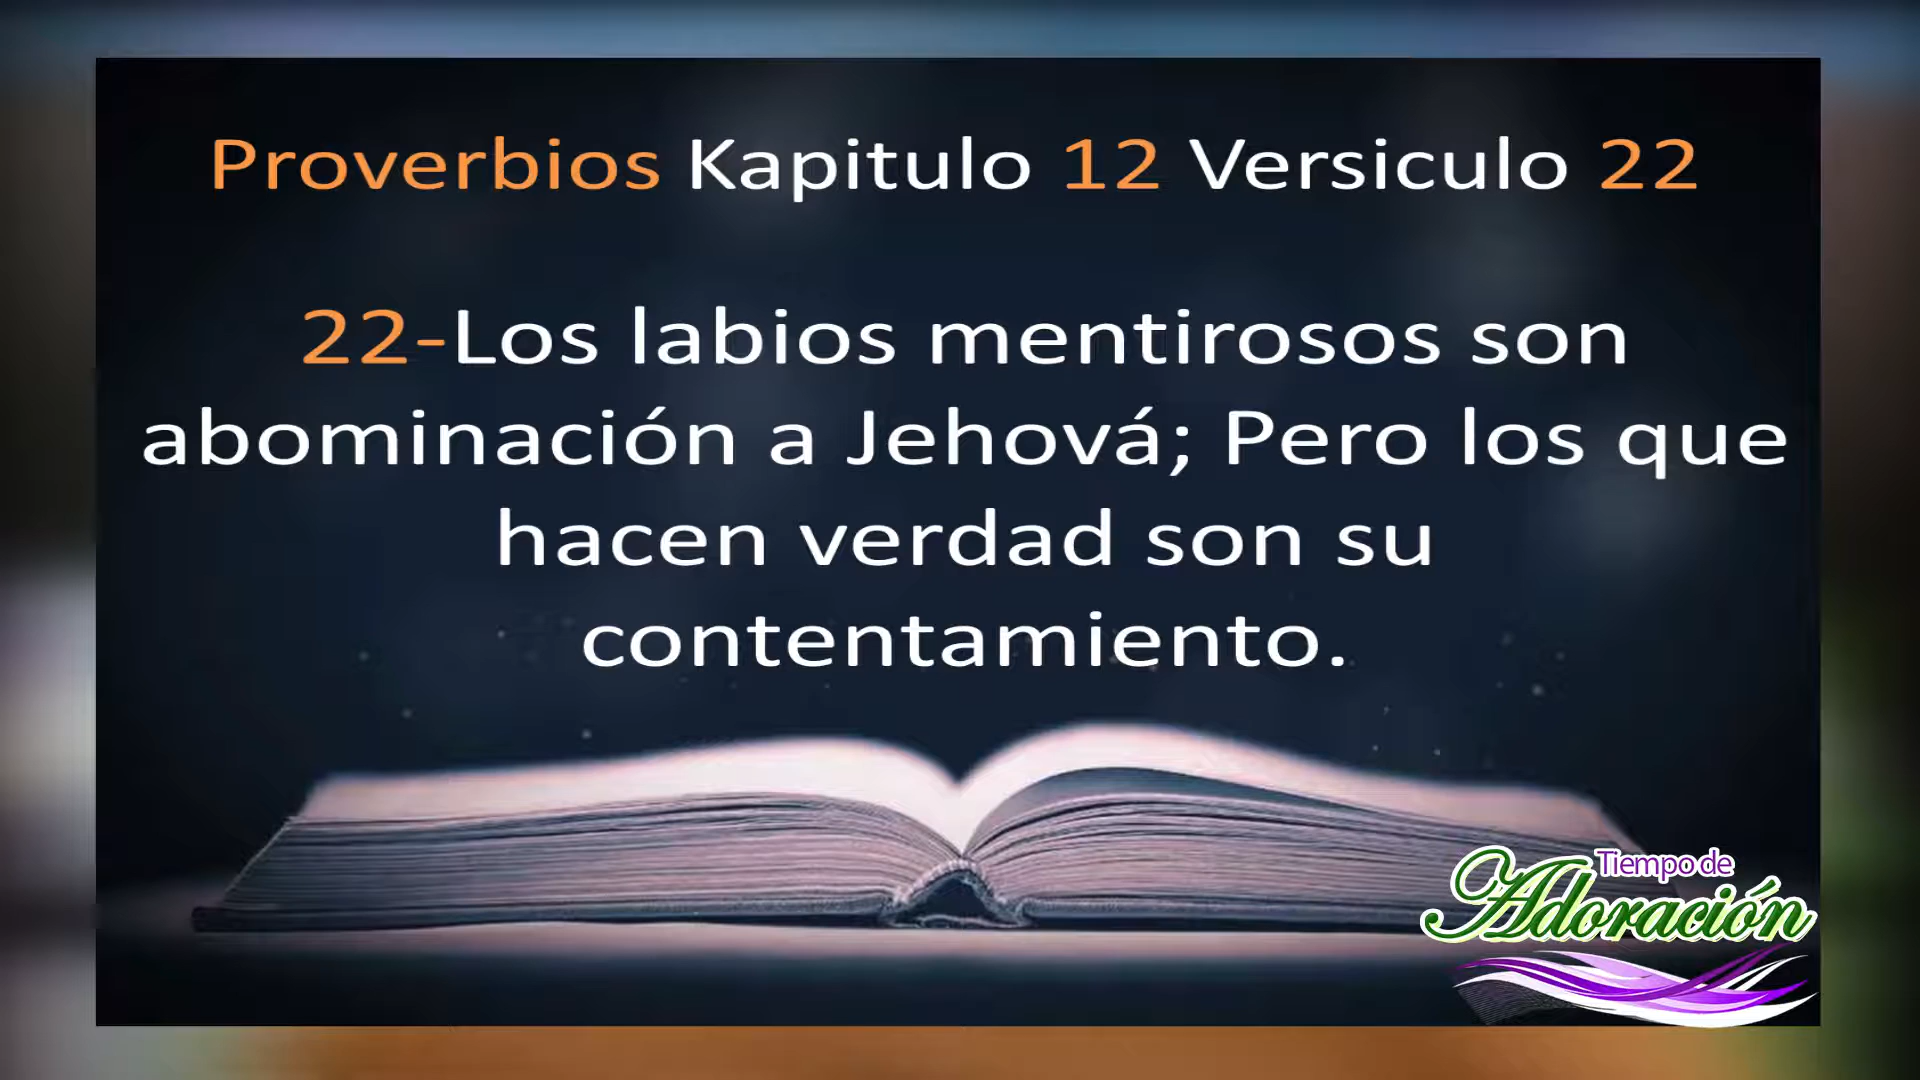 Proverbios Kapitulo 12 Versiculo 22
22-Los labios mentirosos son
abominación a Jehová; Pero los que
hacen verdad son su
contentamiento.
Tiempo de
Adoración